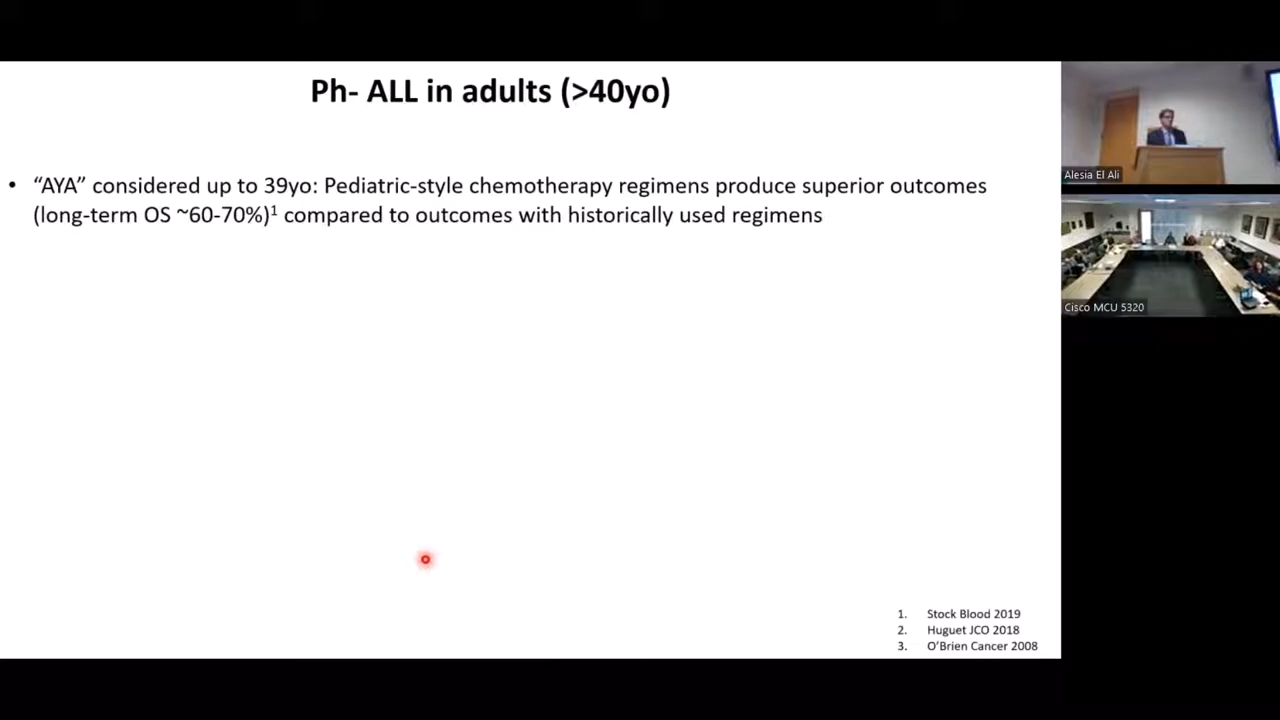 Ph- ALL in adults (>40yo)
• “AYA” considered up to 39yo: Pediatric-style chemotherapy regimens produce superior outcomes
(long-term OS ~60-70%)¹ compared to outcomes with historically used regimens
Alesia El Ali
Cisco MCU 5320
1. Stock Blood 2019
2. Huguet JCO 2018
3. O’Brien Cancer 2008